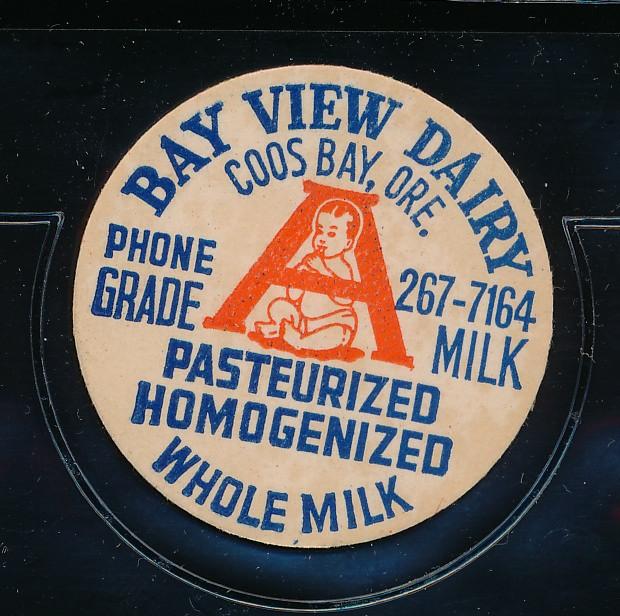 BAY VIEW DAIRY
COOS BAY, ORE.
PHONE 267-7164
GRADE A MILK
PASTEURIZED
HOMOGENIZED
WHOLE MILK